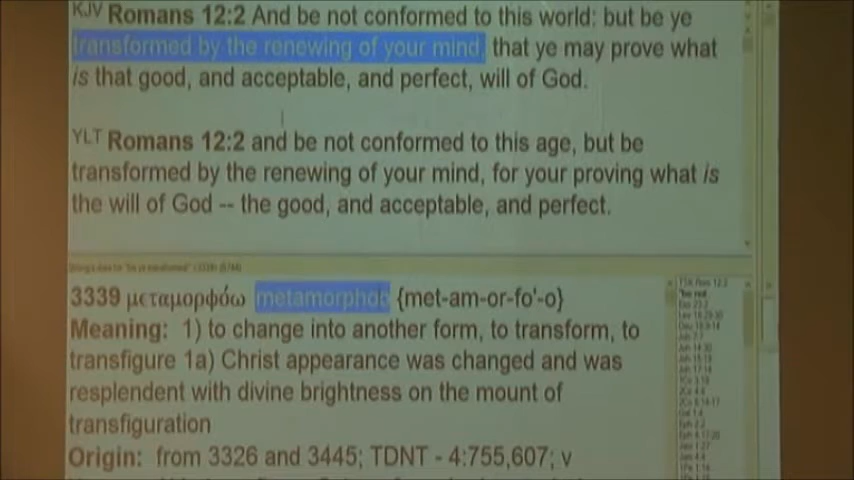 KJV Romans 12:2 And be not conformed to this world: but be ye
transformed by the renewing of your mind, that ye may prove what
is that good, and acceptable, and perfect, will of God.
YLT Romans 12:2 and be not conformed to this age, but be
transformed by the renewing of your mind, for your proving what is
the will of God -- the good, and acceptable, and perfect.
3339 μεταμορφόω metamorphoo {met-am-or-fo'-o}
Meaning: 1) to change into another form, to transform, to
transfigure 1a) Christ appearance was changed and was
resplendent with divine brightness on the mount of
transfiguration
Origin: from 3326 and 3445; TDNT - 4:755,607; v